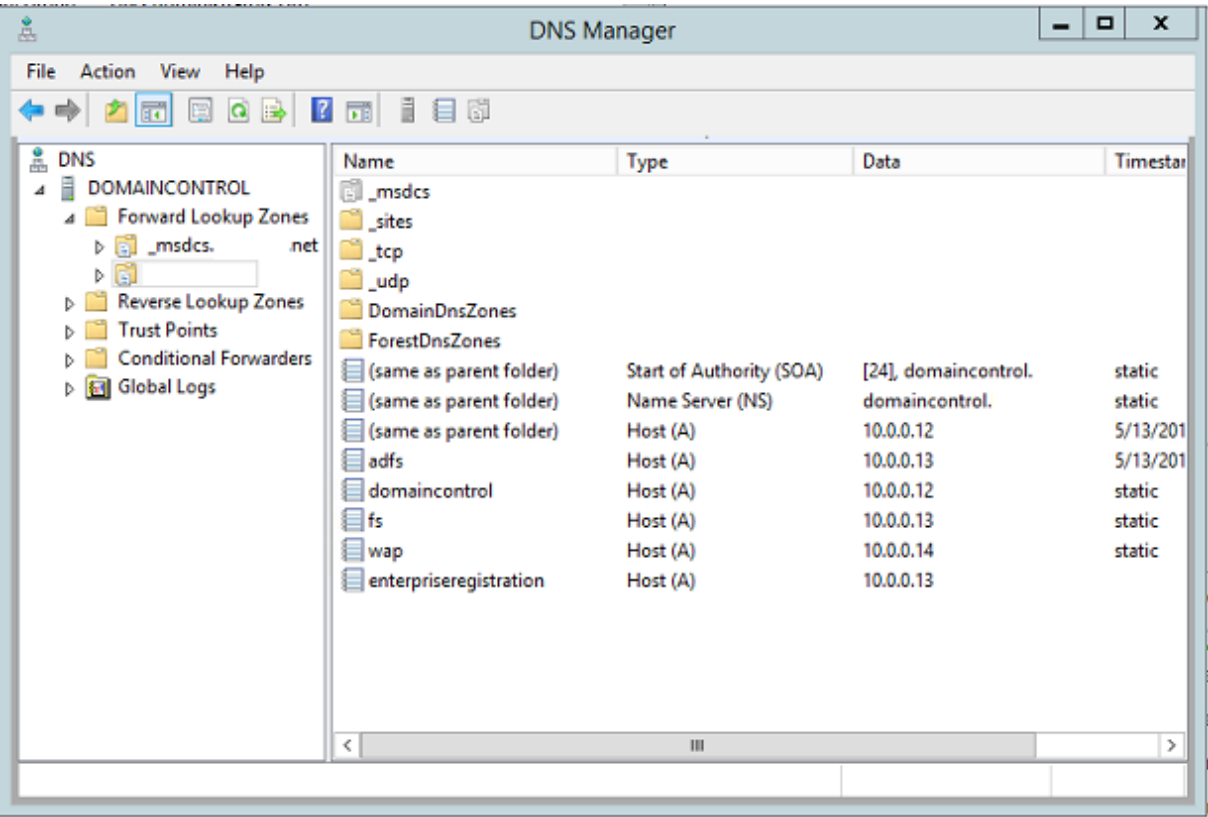 DNS Manager
File Action View Help
DNS
DOMAINCONTROL
Forward Lookup Zones
_msdcs. .net
Reverse Lookup Zones
Trust Points
Conditional Forwarders
Global Logs
Name Type Data Timestar
_msdcs
_sites
_tcp
_udp
DomainDnsZones
ForestDnsZones
(same as parent folder) Start of Authority (SOA) [24], domaincontrol. static
(same as parent folder) Name Server (NS) domaincontrol. static
(same as parent folder) Host (A) 10.0.0.12 5/13/201
adfs Host (A) 10.0.0.13 5/13/201
domaincontrol Host (A) 10.0.0.12 static
fs Host (A) 10.0.0.13 static
wap Host (A) 10.0.0.14 static
enterpriseregistration Host (A) 10.0.0.13